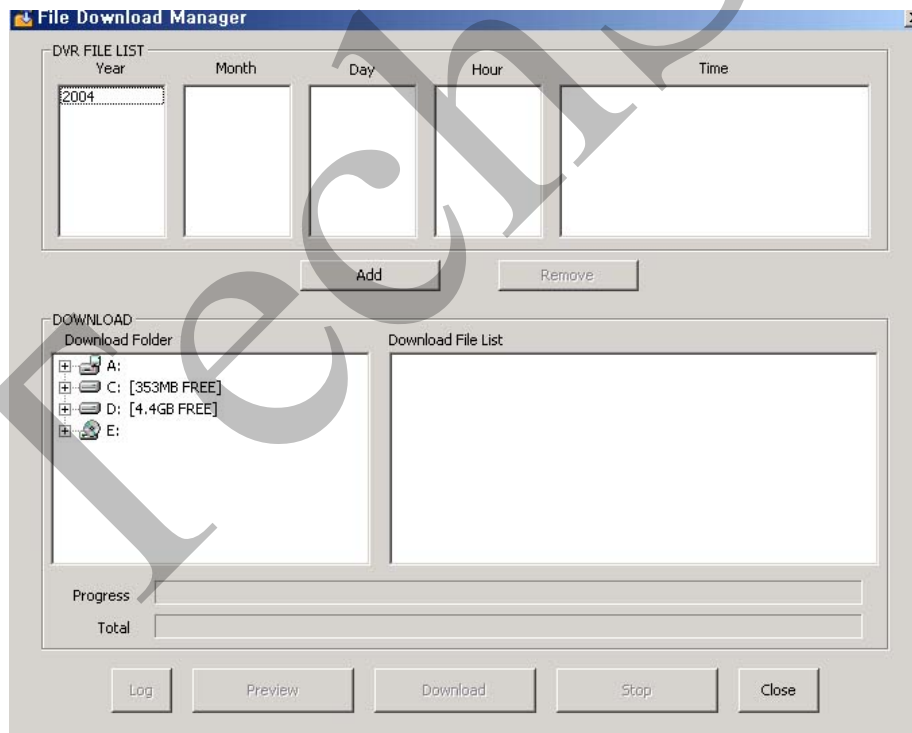 File Download Manager
DVR FILE LIST
Year Month Day Hour Time
2004
Add Remove
DOWNLOAD
Download Folder Download File List
A:
C: [353MB FREE]
D: [4.4GB FREE]
E:
Progress
Total
Log Preview Download Stop Close